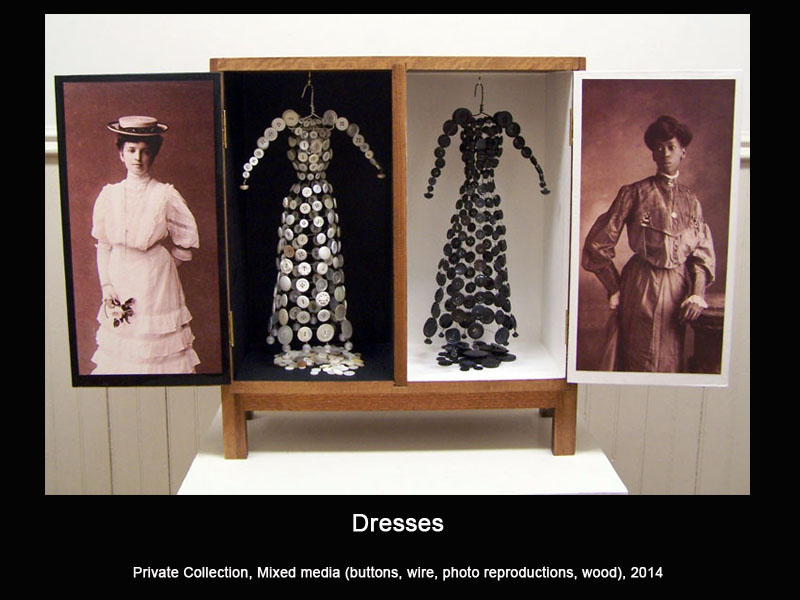 Dresses
Private Collection, Mixed media (buttons, wire, photo reproductions, wood), 2014